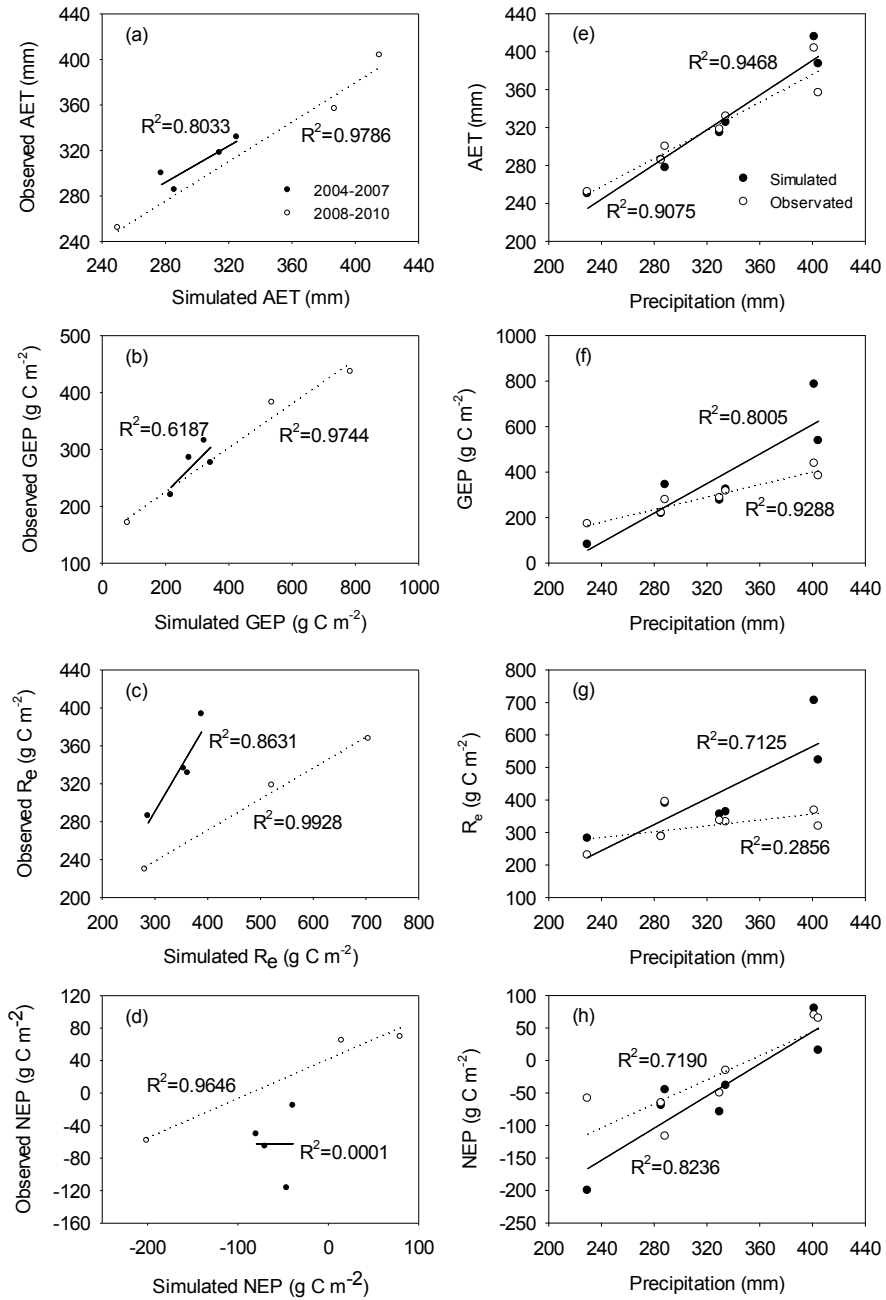 (a)
Observed AET (mm)
440
400
360
320
280
240
R²=0.8033
R²=0.9786
2004-2007
2008-2010
240 280 320 360 400 440
Simulated AET (mm)
(e)
AET (mm)
440
400
360
320
280
240
200
R²=0.9468
R²=0.9075
Simulated
Observated
200 240 280 320 360 400 440
Precipitation (mm)
(b)
Observed GEP (g C m⁻²)
500
400
300
200
100
R²=0.6187
R²=0.9744
0 200 400 600 800 1000
Simulated GEP (g C m⁻²)
(f)
GEP (g C m⁻²)
1000
800
600
400
200
0
R²=0.8005
R²=0.9288
200 240 280 320 360 400 440
Precipitation (mm)
(c)
Observed Re (g C m⁻²)
440
400
360
320
280
240
200
R²=0.8631
R²=0.9928
200 300 400 500 600 700 800
Simulated Re (g C m⁻²)
(g)
Re (g C m⁻²)
800
700
600
500
400
300
200
100
R²=0.7125
R²=0.2856
200 240 280 320 360 400 440
Precipitation (mm)
(d)
Observed NEP (g C m⁻²)
120
80
40
0
-40
-80
-120
-160
R²=0.9646
R²=0.0001
-200 -100 0 100
Simulated NEP (g C m⁻²)
(h)
NEP (g C m⁻²)
100
50
0
-50
-100
-150
-200
-250
R²=0.7190
R²=0.8236
200 240 280 320 360 400 440
Precipitation (mm)